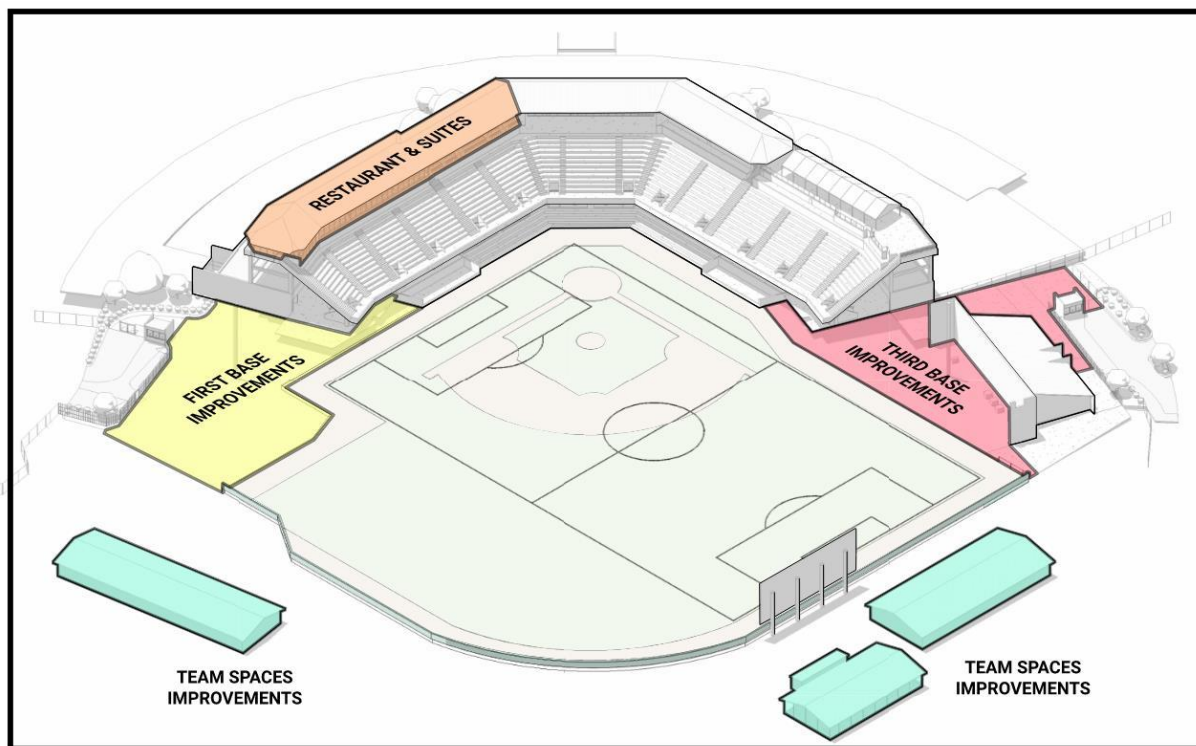 RESTAURANT & SUITES
FIRST BASE
IMPROVEMENTS
THIRD BASE
IMPROVEMENTS
TEAM SPACES
IMPROVEMENTS
TEAM SPACES
IMPROVEMENTS